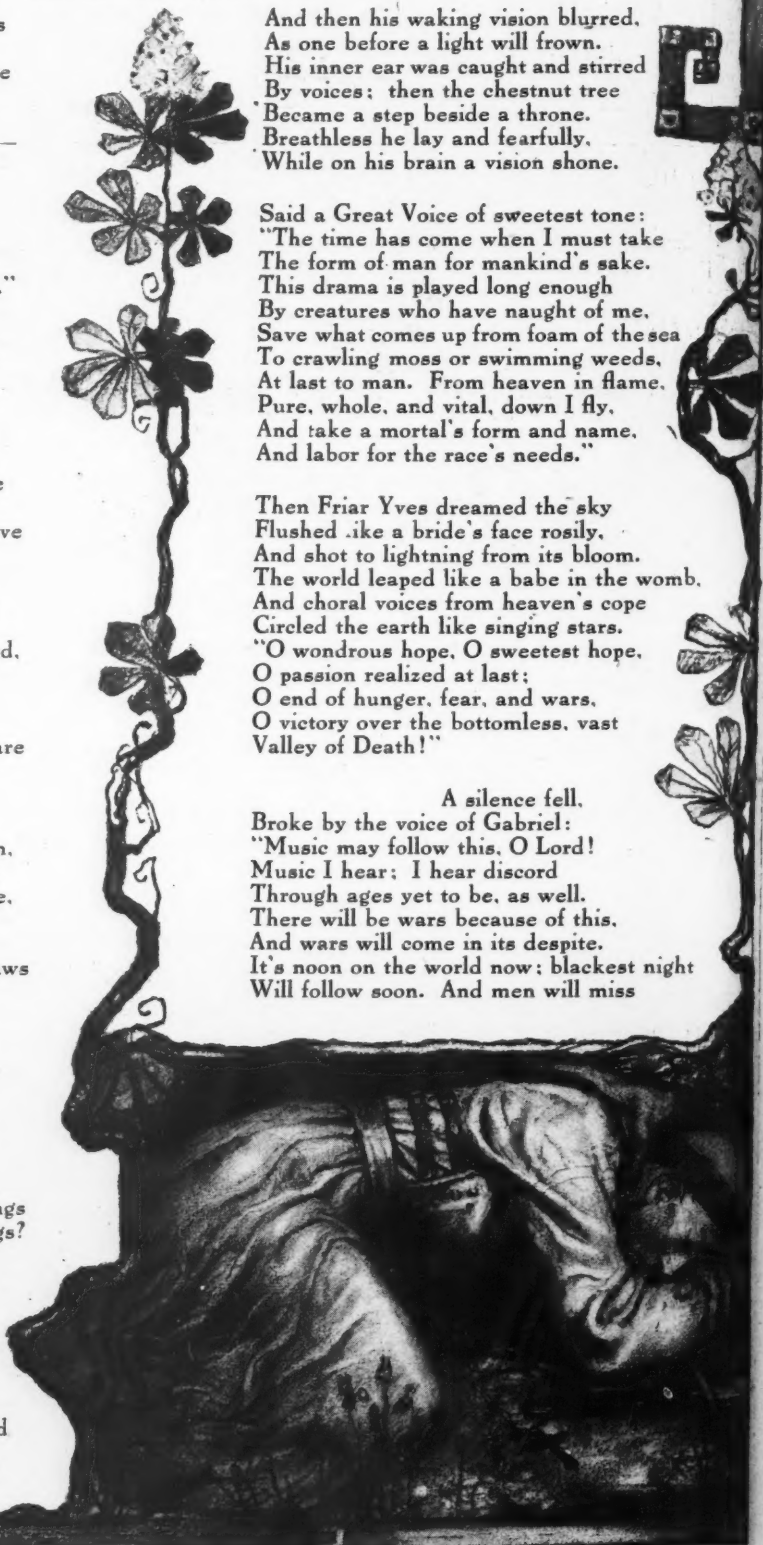 And then his waking vision blurred,
As one before a light will frown.
His inner ear was caught and stirred
By voices; then the chestnut tree
Became a step beside a throne.
Breathless he lay and fearfully,
While on his brain a vision shone.
Said a Great Voice of sweetest tone:
"The time has come when I must take
The form of man for mankind's sake.
This drama is played long enough
By creatures who have naught of me,
Save what comes up from foam of the sea
To crawling moss or swimming weeds,
At last to man. From heaven in flame,
Pure, whole, and vital, down I fly,
And take a mortal's form and name,
And labor for the race's needs."
Then Friar Yves dreamed the sky
Flushed like a bride's face rosily,
And shot to lightning from its bloom.
The world leaped like a babe in the womb,
And choral voices from heaven's cope
Circled the earth like singing stars.
"O wondrous hope, O sweetest hope,
O passion realized at last;
O end of hunger, fear, and wars,
O victory over the bottomless, vast
Valley of Death!"
A silence fell,
Broke by the voice of Gabriel:
"Music may follow this, O Lord!
Music I hear; I hear discord
Through ages yet to be, as well.
There will be wars because of this,
And wars will come in its despite.
It's noon on the world now; blackest night
Will follow soon. And men will miss